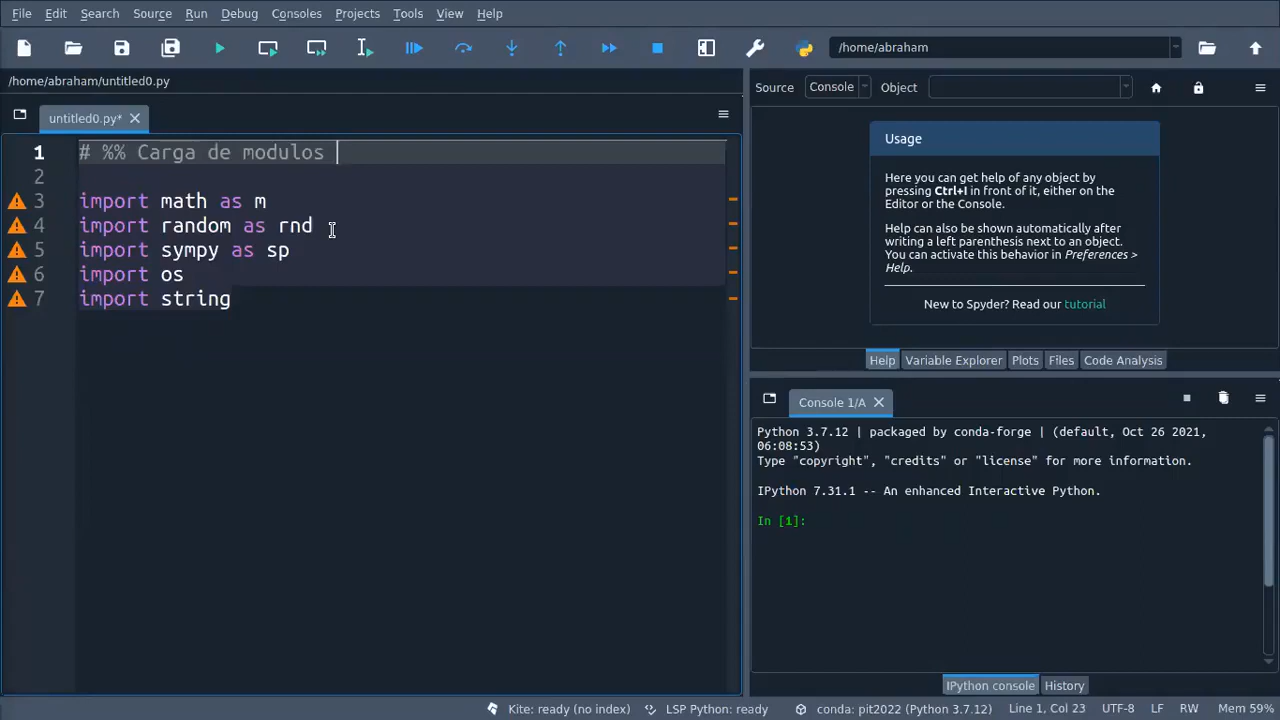 File Edit Search Source Run Debug Consoles Projects Tools View Help
/home/abraham
/home/abraham/untitled0.py
untitled0.py*
1 # %% Carga de modulos
2
3 import math as m
4 import random as rnd
5 import sympy as sp
6 import os
7 import string
Source Console Object
Usage
Here you can get help of any object by
pressing Ctrl+I in front of it, either on the
Editor or the Console.
Help can also be shown automatically after
writing a left parenthesis next to an object.
You can activate this behavior in Preferences >
Help.
New to Spyder? Read our tutorial
Help Variable Explorer Plots Files Code Analysis
Console 1/A
Python 3.7.12 | packaged by conda-forge | (default, Oct 26 2021,
06:08:53)
Type "copyright", "credits" or "license" for more information.
IPython 7.31.1 -- An enhanced Interactive Python.
In [1]:
IPython console History
Kite: ready (no index) LSP Python: ready conda: pit2022 (Python 3.7.12) Line 1, Col 23 UTF-8 LF RW Mem 59%